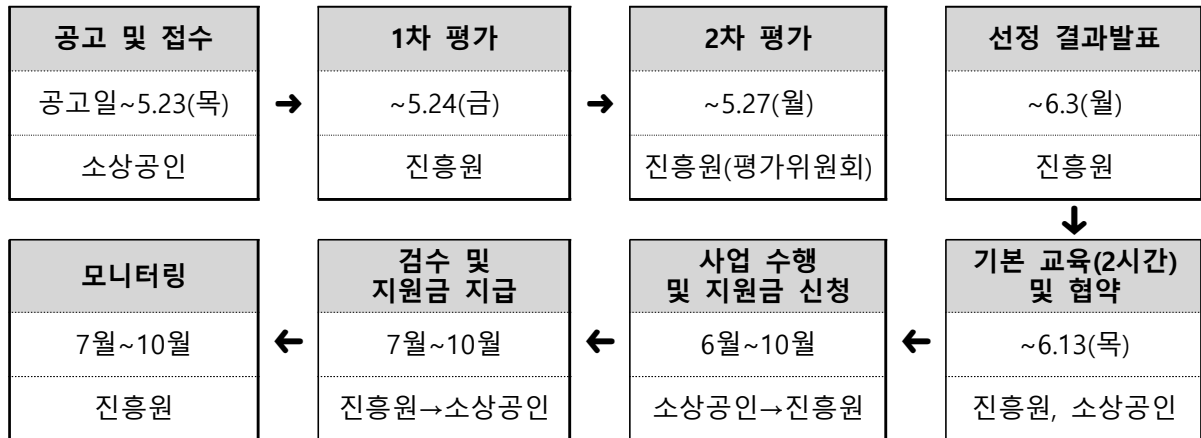 공고 및 접수
공고일~5.23(목)
소상공인
➜
1차 평가
~5.24(금)
진흥원
➜
2차 평가
~5.27(월)
진흥원(평가위원회)
선정 결과발표
~6.3(월)
진흥원
기본 교육(2시간)
및 협약
~6.13(목)
진흥원, 소상공인
사업 수행
및 지원금 신청
6월~10월
소상공인→진흥원
검수 및
지원금 지급
7월~10월
진흥원→소상공인
모니터링
7월~10월
진흥원